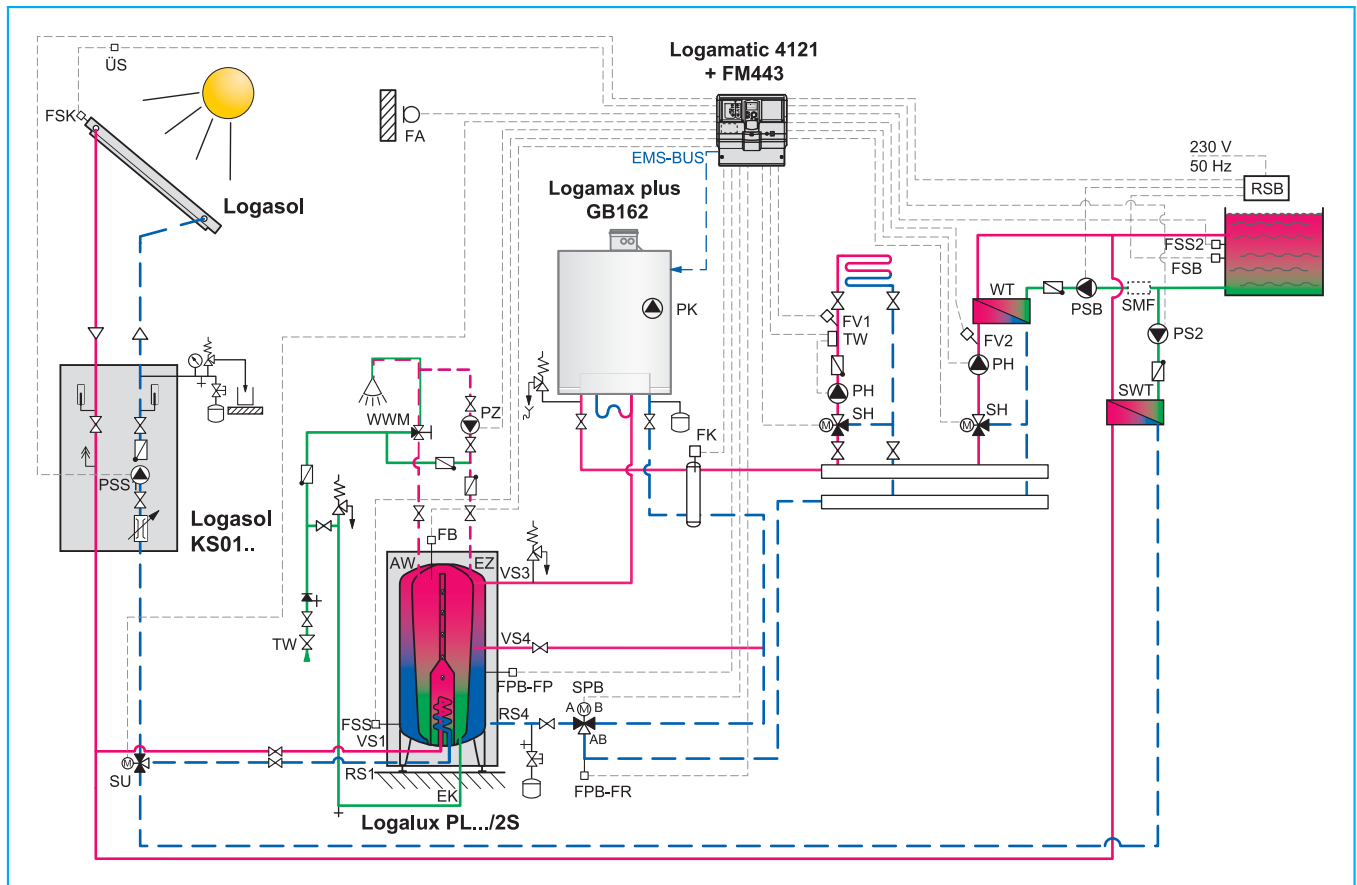 Logamatic 4121
+ FM443
ÜS
FSK
FA
EMS-BUS
230 V
50 Hz
RSB
Logasol
Logamax plus
GB162
FSS2
FSB
WT
PSB
SMF
PK
FV1
TW
FV2
PS2
PH
PH
SWT
SH
SH
M
M
WWM
PZ
FK
PSS
Logasol
KS01..
FB
AW
EZ
VS3
TW
VS4
FPB-FP
SPB
A
M
B
RS4
FSS
AB
VS1
M
SU
RS1
FPB-FR
EK
Logalux PL.../2S